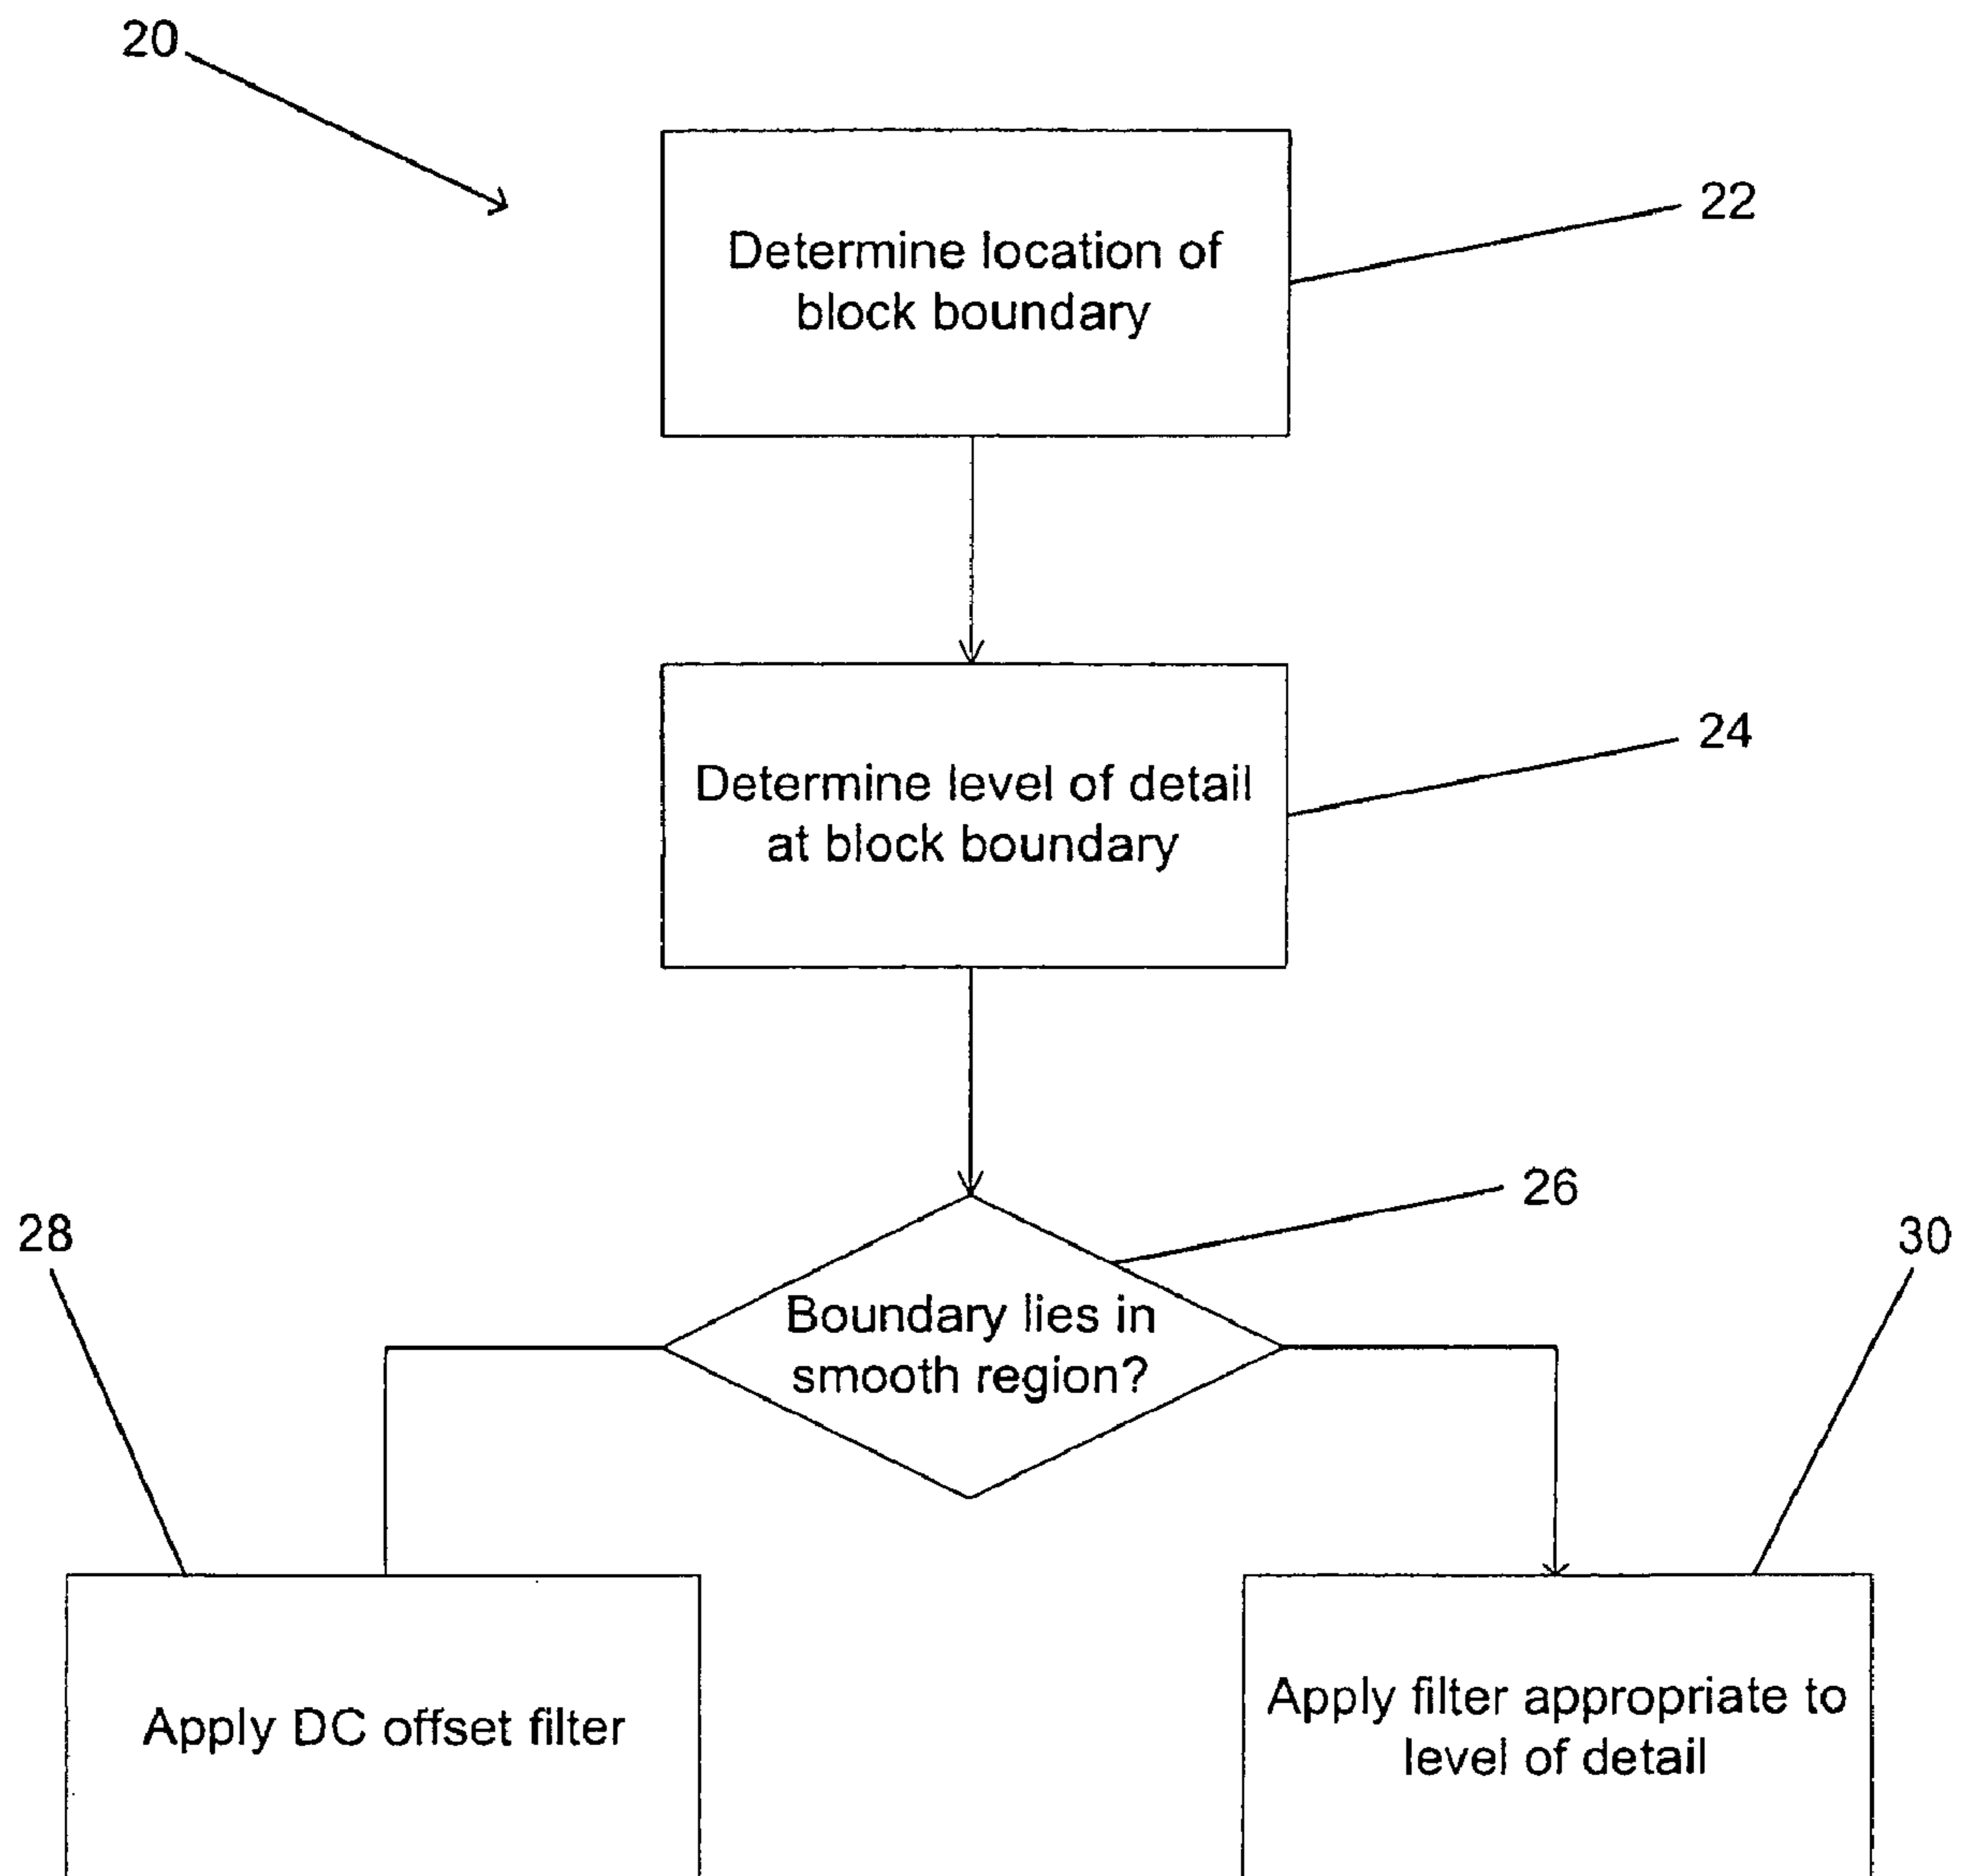 20
22
Determine location of
block boundary
24
Determine level of detail
at block boundary
26
28
30
Boundary lies in
smooth region?
Apply DC offset filter
Apply filter appropriate to
level of detail